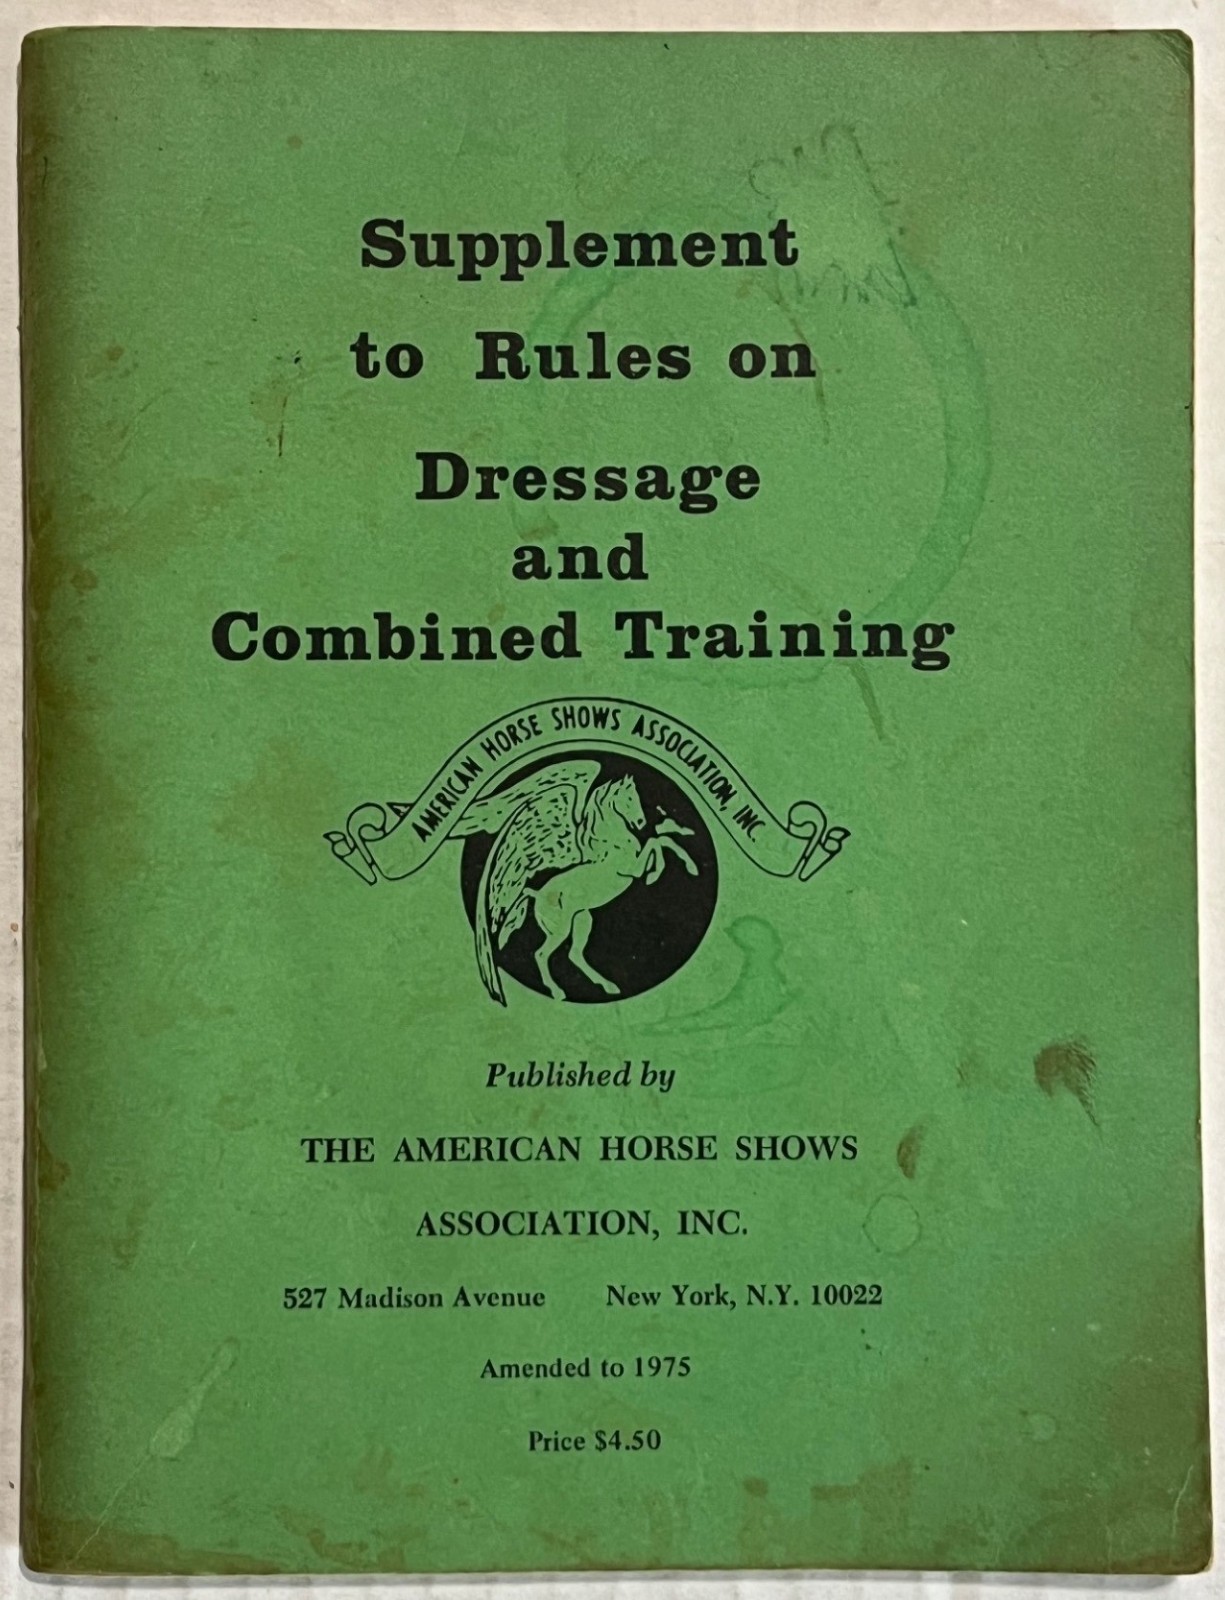 Supplement
to Rules on
Dressage
and
Combined Training
AMERICAN HORSE SHOWS ASSOCIATION, INC.
Published by
THE AMERICAN HORSE SHOWS
ASSOCIATION, INC.
527 Madison Avenue New York, N.Y. 10022
Amended to 1975
Price $4.50